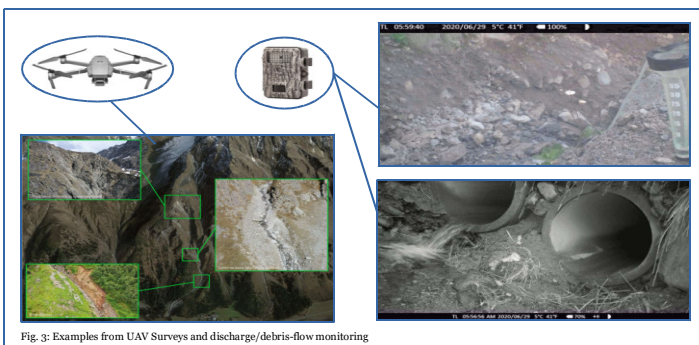 TL 05:59:40 2020/06/29 5°C 41°F 100%
TL 05:56:56 AM 2020/06/29 5°C 41°F 70%
Fig. 3: Examples from UAV Surveys and discharge/debris-flow monitoring